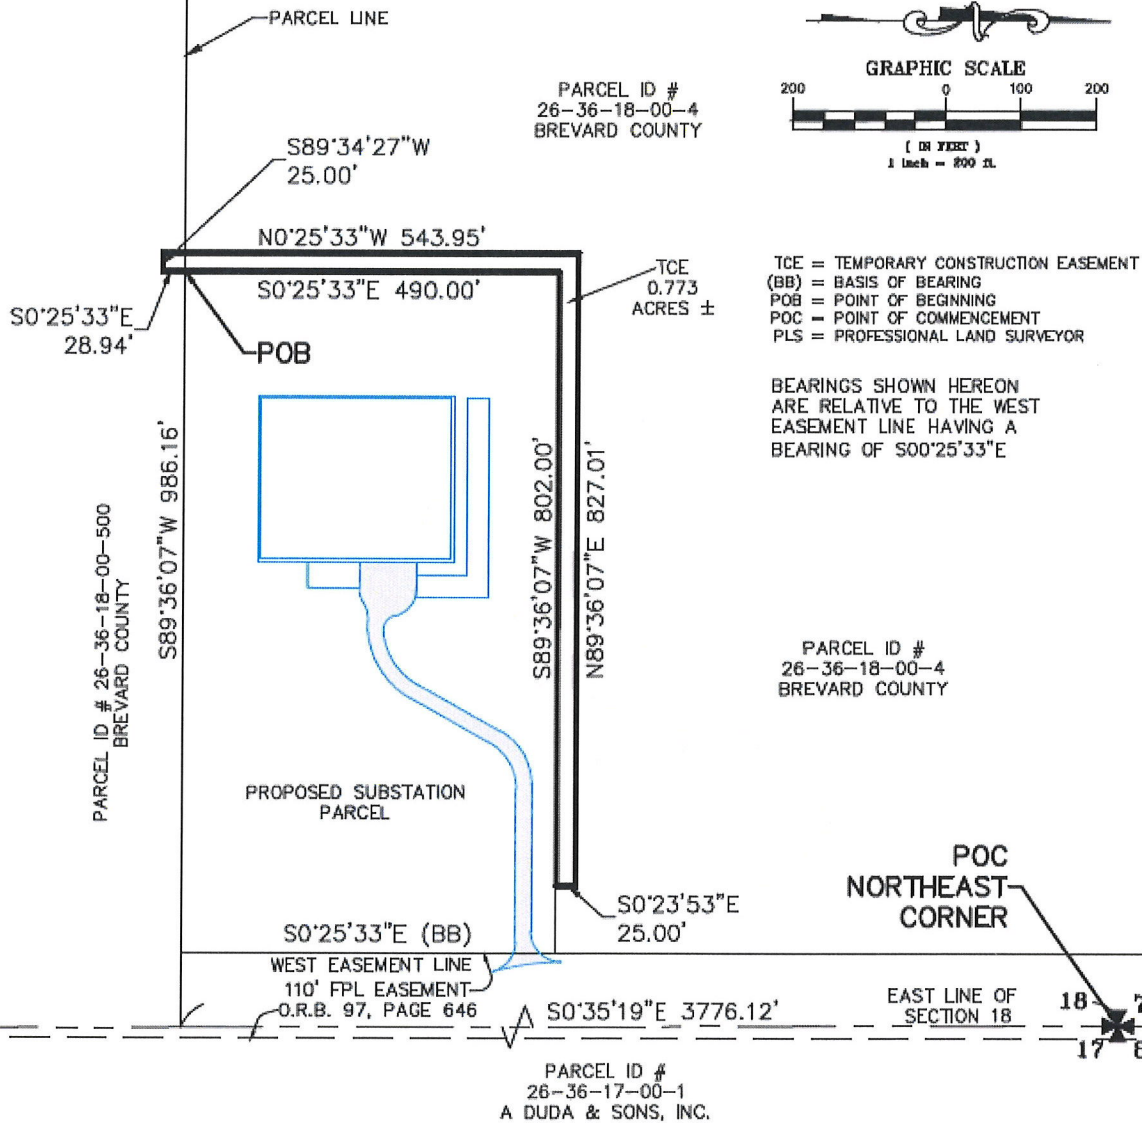 PARCEL LINE
GRAPHIC SCALE
200 0 100 200
( IN FEET )
1 inch = 200 ft.
PARCEL ID #
26-36-18-00-4
BREVARD COUNTY
S89°34'27"W
25.00'
N0°25'33"W 543.95'
S0°25'33"E 490.00'
TCE
0.773
ACRES ±
TCE = TEMPORARY CONSTRUCTION EASEMENT
(BB) = BASIS OF BEARING
POB = POINT OF BEGINNING
POC = POINT OF COMMENCEMENT
PLS = PROFESSIONAL LAND SURVEYOR
S0°25'33"E
28.94'
POB
BEARINGS SHOWN HEREON
ARE RELATIVE TO THE WEST
EASEMENT LINE HAVING A
BEARING OF S00°25'33"E
S89°36'07"W 986.16'
S89°36'07"W 802.00'
N89°36'07"E 827.01'
PARCEL ID # 26-36-18-00-500
BREVARD COUNTY
PARCEL ID #
26-36-18-00-4
BREVARD COUNTY
PROPOSED SUBSTATION
PARCEL
POC
NORTHEAST
CORNER
S0°23'53"E
25.00'
S0°25'33"E (BB)
WEST EASEMENT LINE
110' FPL EASEMENT
O.R.B. 97, PAGE 646
S0°35'19"E 3776.12'
EAST LINE OF
SECTION 18
18 7
17 8
PARCEL ID #
26-36-17-00-1
A DUDA & SONS, INC.